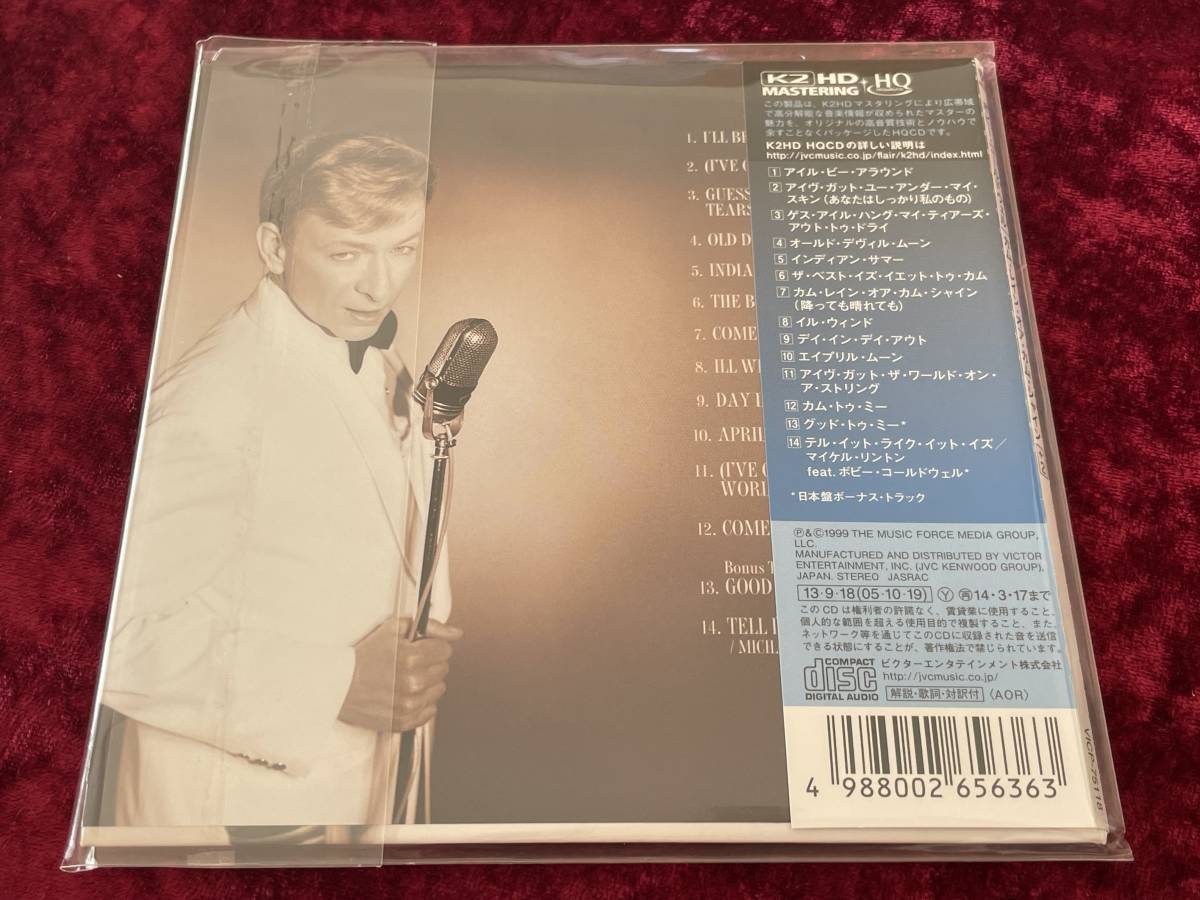 1. I'LL BE
2. (I'VE
3. GUESS
TEARS
4. OLD D
5. INDIA
6. THE B
7. COME
8. ILL W
9. DAY I
10. APRIL
11. (I'VE
WORL
12. COME
Bonus T
13. GOOD
14. TELL I
/ MICH
K2 HD MASTERING + HQ
この製品は、K2HDマスタリングにより広帯域
で高分解能な音楽情報が収められたマスターの
魅力を、オリジナルの高音質技術とノウハウで
余すことなくパッケージしたHQCDです。
K2HD HQCDの詳しい説明は
http://jvcmusic.co.jp/flair/k2hd/index.html
1 アイル・ビー・アラウンド
2 アイヴ・ガット・ユー・アンダー・マイ・
スキン(あなたはしっかり私のもの)
3 ゲス・アイル・ハング・マイ・ティアーズ・
アウト・トゥ・ドライ
4 オールド・デヴィル・ムーン
5 インディアン・サマー
6 ザ・ベスト・イズ・イエット・トゥ・カム
7 カム・レイン・オア・カム・シャイン
(降っても晴れても)
8 イル・ウィンド
9 デイ・イン・デイ・アウト
10 エイプリル・ムーン
11 アイヴ・ガット・ザ・ワールド・オン・
ア・ストリング
12 カム・トゥ・ミー
13 グッド・トゥ・ミー*
14 テル・イット・ライク・イット・イズ/
マイケル・リントン
feat. ボビー・コールドウェル*
*日本盤ボーナス・トラック
℗&©1999 THE MUSIC FORCE MEDIA GROUP,
LLC.
MANUFACTURED AND DISTRIBUTED BY VICTOR
ENTERTAINMENT, INC. (JVC KENWOOD GROUP),
JAPAN. STEREO JASRAC
13・9・18(05・10・19) Ⓨ 再 14・3・17まで
このCDは権利者の許諾なく、賃貸業に使用すること、
個人的な範囲を超える使用目的で複製すること、また、
ネットワーク等を通じてこのCDに収録された音を送信
できる状態にすることが、著作権法で禁じられています。
COMPACT disc DIGITAL AUDIO
ビクターエンタテインメント株式会社
http://jvcmusic.co.jp/
解説・歌詞・対訳付 〈AOR〉
4 988002 656363
VICP-75118